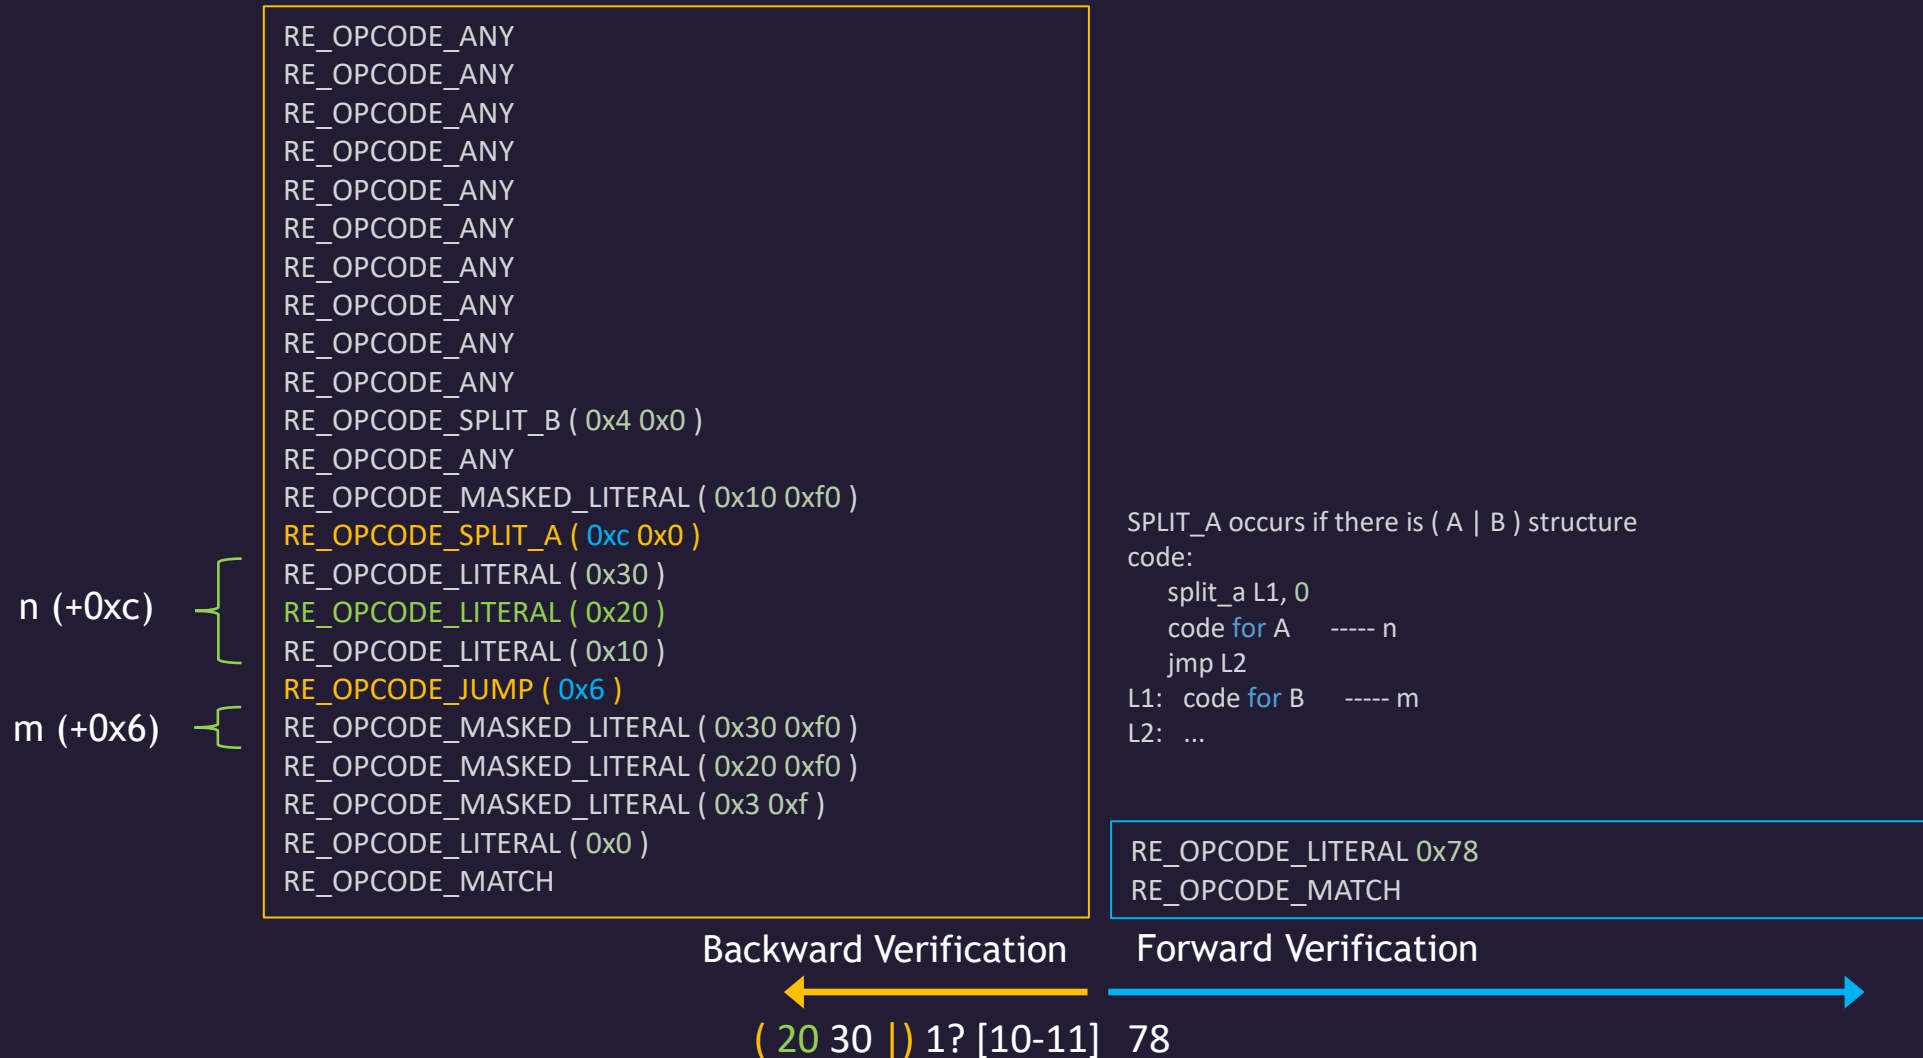 RE_OPCODE_ANY
RE_OPCODE_ANY
RE_OPCODE_ANY
RE_OPCODE_ANY
RE_OPCODE_ANY
RE_OPCODE_ANY
RE_OPCODE_ANY
RE_OPCODE_ANY
RE_OPCODE_ANY
RE_OPCODE_ANY
RE_OPCODE_SPLIT_B ( 0x4 0x0 )
RE_OPCODE_ANY
RE_OPCODE_MASKED_LITERAL ( 0x10 0xf0 )
RE_OPCODE_SPLIT_A ( 0xc 0x0 )
RE_OPCODE_LITERAL ( 0x30 )
RE_OPCODE_LITERAL ( 0x20 )
RE_OPCODE_LITERAL ( 0x10 )
RE_OPCODE_JUMP ( 0x6 )
RE_OPCODE_MASKED_LITERAL ( 0x30 0xf0 )
RE_OPCODE_MASKED_LITERAL ( 0x20 0xf0 )
RE_OPCODE_MASKED_LITERAL ( 0x3 0xf )
RE_OPCODE_LITERAL ( 0x0 )
RE_OPCODE_MATCH
n (+0xc)
m (+0x6)
SPLIT_A occurs if there is ( A | B ) structure
code:
split_a L1, 0
code for A ----- n
jmp L2
L1: code for B ----- m
L2: ...
RE_OPCODE_LITERAL 0x78
RE_OPCODE_MATCH
Backward Verification
Forward Verification
( 20 30 |) 1? [10-11] 78